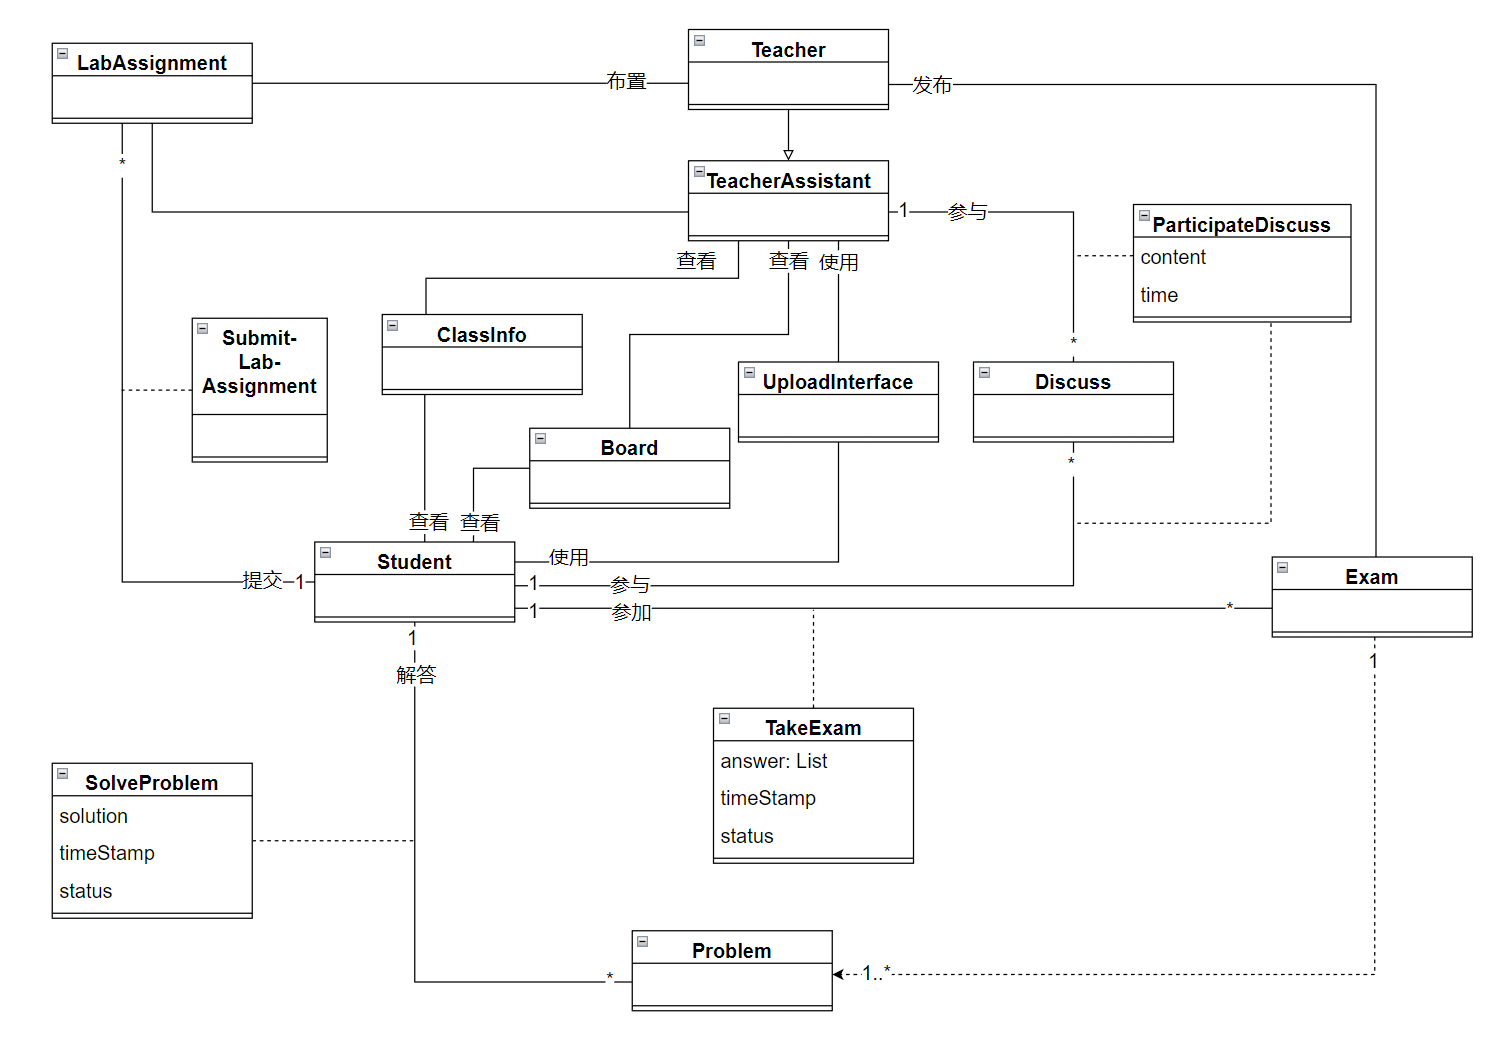 LabAssignment
布置
Teacher
发布
*
TeacherAssistant
1
参与
ParticipateDiscuss
content
time
查看
查看
使用
Submit-
Lab-
Assignment
ClassInfo
*
UploadInterface
Discuss
Board
*
查看
查看
Student
使用
提交
1
1
参与
1
参加
*
Exam
1
解答
1
TakeExam
answer: List
timeStamp
status
SolveProblem
solution
timeStamp
status
*
Problem
1..*